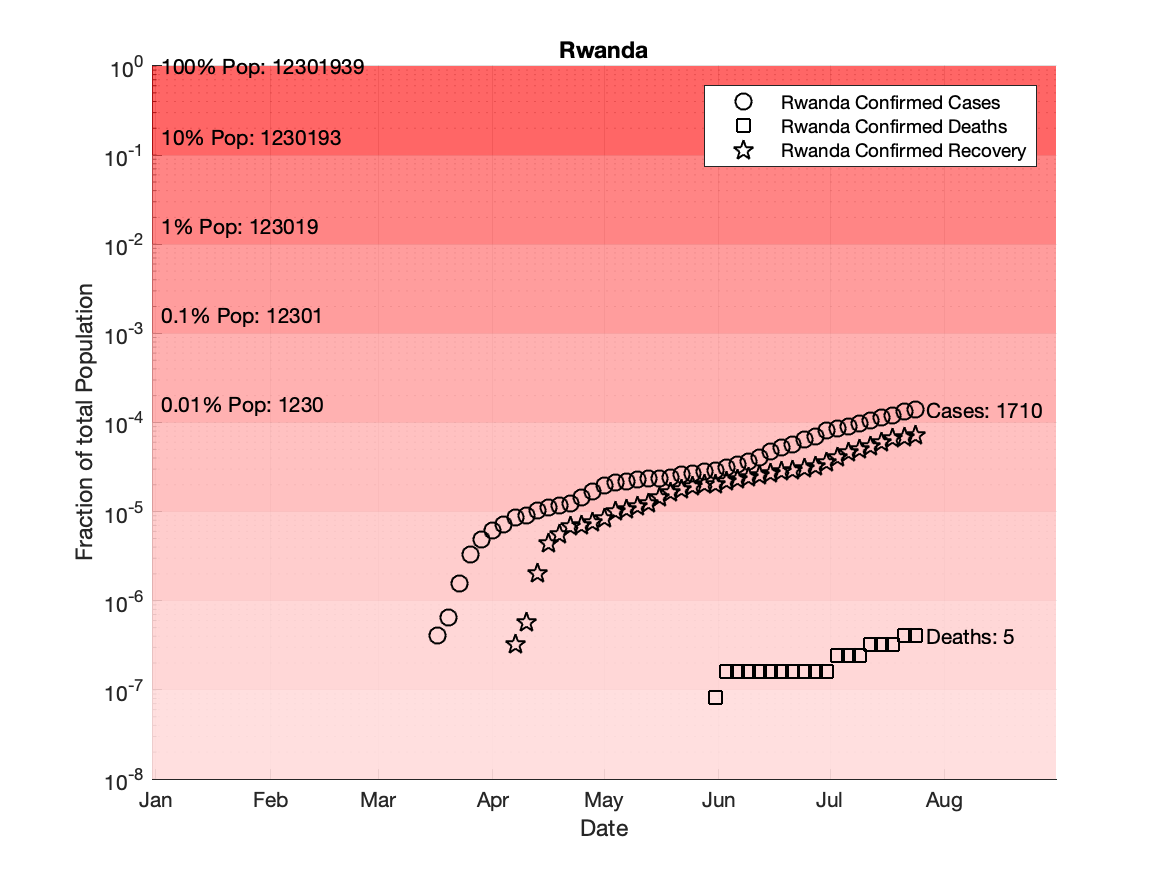 Rwanda
10^0
100% Pop: 12301939
Rwanda Confirmed Cases
Rwanda Confirmed Deaths
Rwanda Confirmed Recovery
10% Pop: 1230193
10^-1
1% Pop: 123019
10^-2
0.1% Pop: 12301
10^-3
0.01% Pop: 1230
10^-4
Cases: 1710
10^-5
10^-6
Deaths: 5
10^-7
10^-8
Fraction of total Population
Jan Feb Mar Apr May Jun Jul Aug
Date